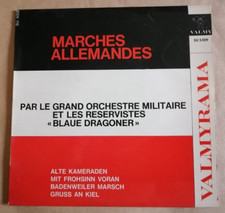 MARCHES
ALLEMANDES
VALMY
PAR LE GRAND ORCHESTRE MILITAIRE
ET LES RESERVISTES
« BLAUE DRAGONER »
ALTE KAMERADEN
MIT FROHSINN VORAN
BADENWEILER MARSCH
GRUSS AN KIEL
VALMYRAMA